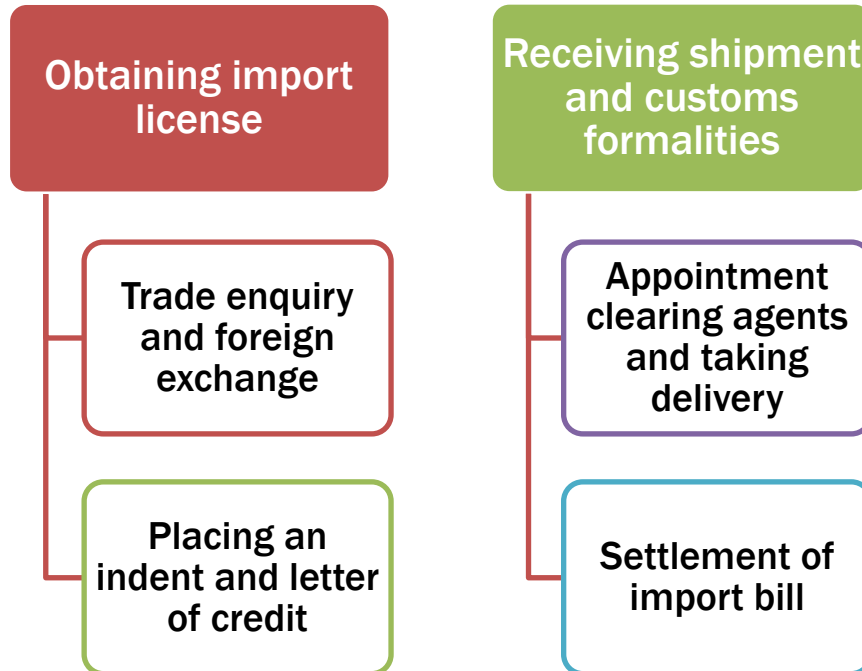 Obtaining import
license
Trade enquiry
and foreign
exchange
Placing an
indent and letter
of credit
Receiving shipment
and customs
formalities
Appointment
clearing agents
and taking
delivery
Settlement of
import bill